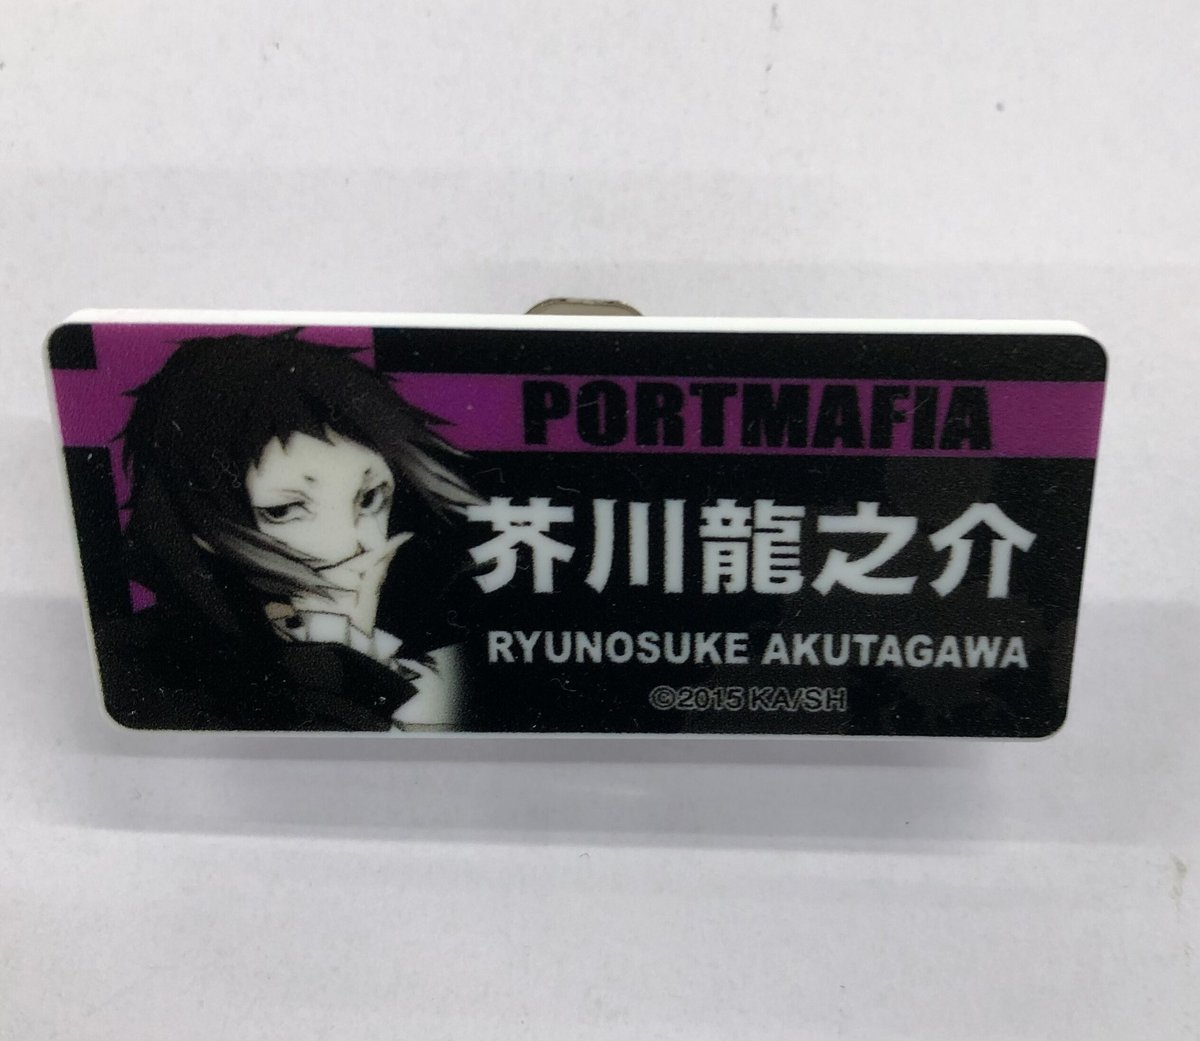 PORTMAFIA
芥川龍之介
RYUNOSUKE AKUTAGAWA
©2015 KA/SH